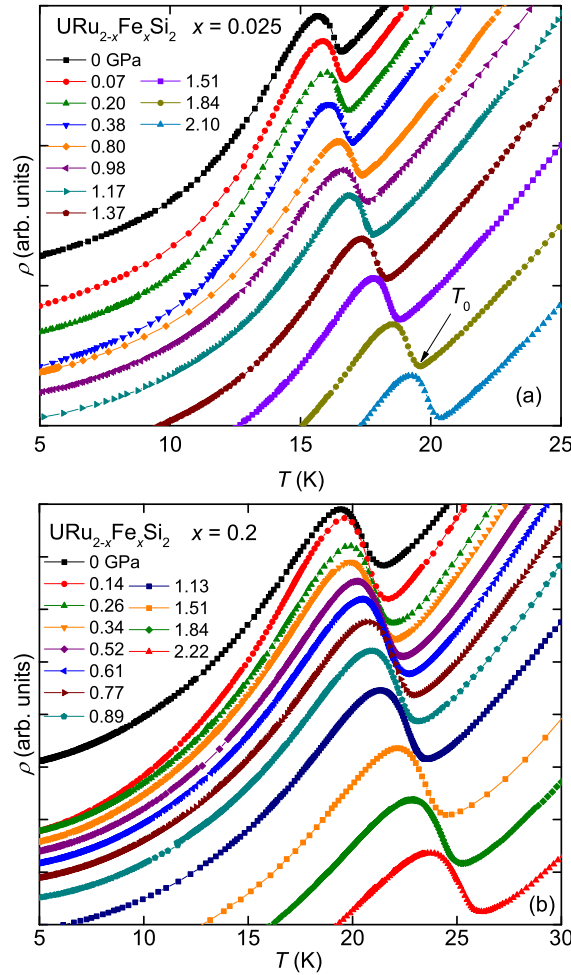 URu2-xFexSi2 x = 0.025
0 GPa
0.07
0.20
0.38
0.80
0.98
1.17
1.37
1.51
1.84
2.10
ρ (arb. units)
T0
(a)
5 10 15 20 25
T (K)
URu2-xFexSi2 x = 0.2
0 GPa
0.14
0.26
0.34
0.52
0.61
0.77
0.89
1.13
1.51
1.84
2.22
ρ (arb. units)
(b)
5 10 15 20 25 30
T (K)